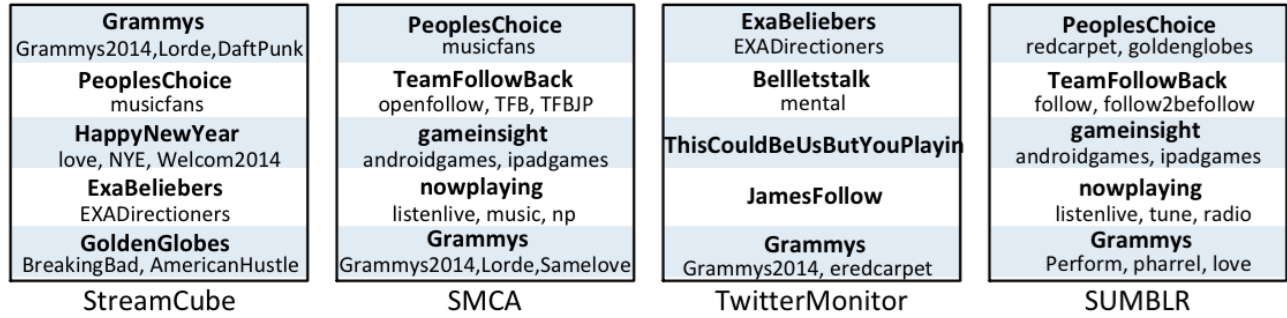 Grammys
Grammys2014,Lorde,DaftPunk
PeoplesChoice
musicfans
HappyNewYear
love, NYE, Welcom2014
ExaBeliebers
EXADirectioners
GoldenGlobes
BreakingBad, AmericanHustle
StreamCube
PeoplesChoice
musicfans
TeamFollowBack
openfollow, TFB, TFBJP
gameinsight
androidgames, ipadgames
nowplaying
listenlive, music, np
Grammys
Grammys2014,Lorde,Samelove
SMCA
ExaBeliebers
EXADirectioners
Bellletstalk
mental
ThisCouldBeUsButYouPlayin
JamesFollow
Grammys
Grammys2014, eredcarpet
TwitterMonitor
PeoplesChoice
redcarpet, goldenglobes
TeamFollowBack
follow, follow2befollow
gameinsight
androidgames, ipadgames
nowplaying
listenlive, tune, radio
Grammys
Perform, pharrel, love
SUMBLR